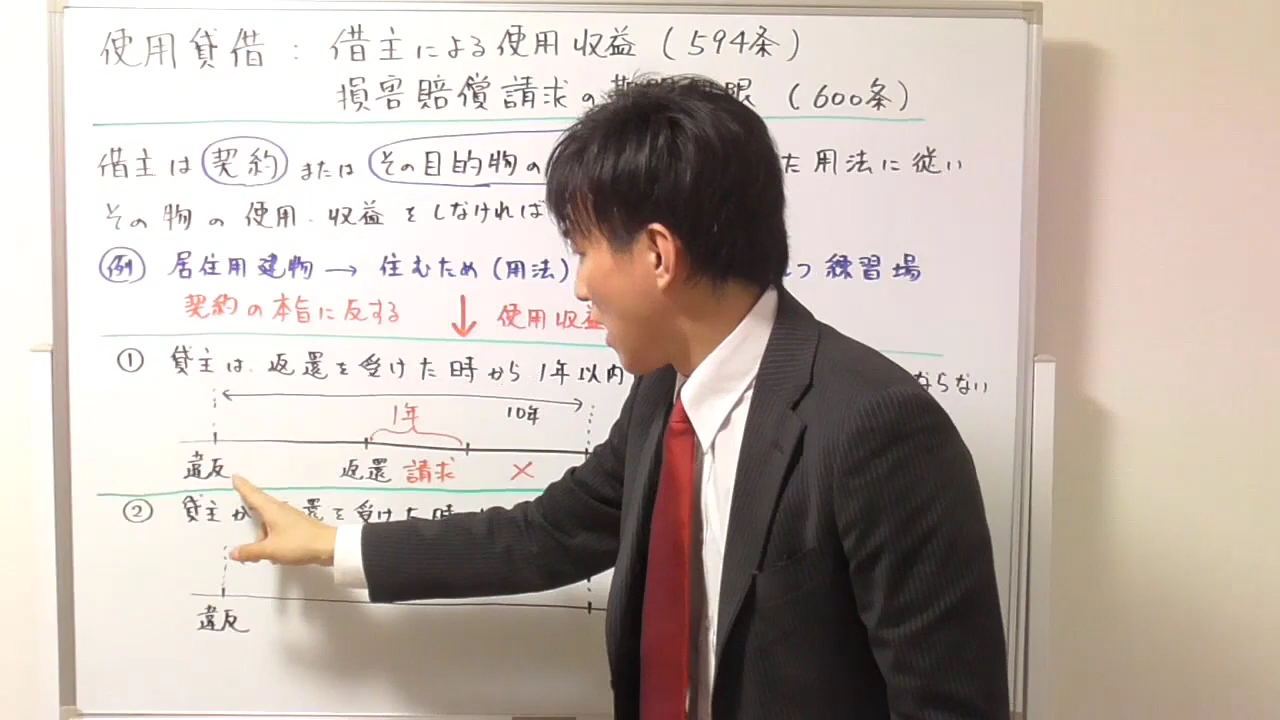 使用貸借：借主による使用収益（594条）
損害賠償請求の 限（600条）
借主は契約またはその目的物の た用法に従い
その物の使用・収益をしなければ
例 居住用建物→住むため（用法） 練習場
契約の本旨に反する ↓ 使用収益
① 貸主は、返還を受けた時から1年以内 ならない
1年 10年
違反 返還 請求 ×
② 貸主が 還を受けた時
違反